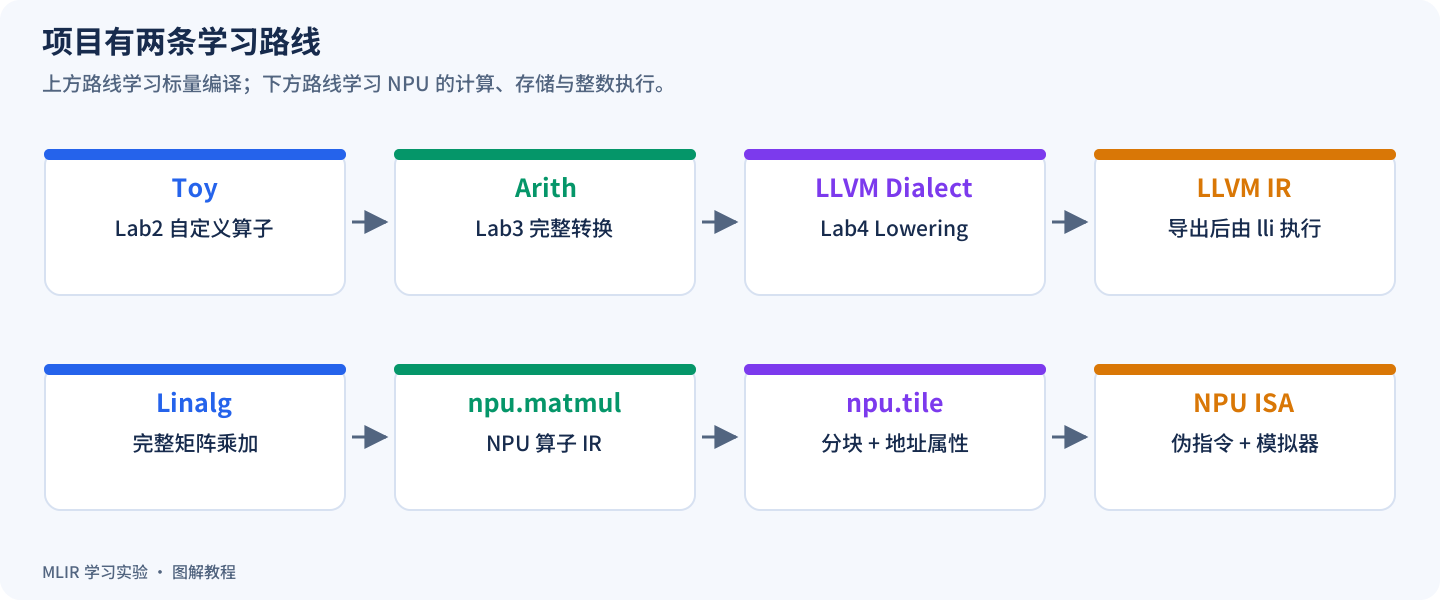 项目有两条学习路线
上方路线学习标量编译；下方路线学习 NPU 的计算、存储与整数执行。
Toy
Lab2 自定义算子
Arith
Lab3 完整转换
LLVM Dialect
Lab4 Lowering
LLVM IR
导出后由 lli 执行
Linalg
完整矩阵乘加
npu.matmul
NPU 算子 IR
npu.tile
分块 + 地址属性
NPU ISA
伪指令 + 模拟器
MLIR 学习实验 · 图解教程